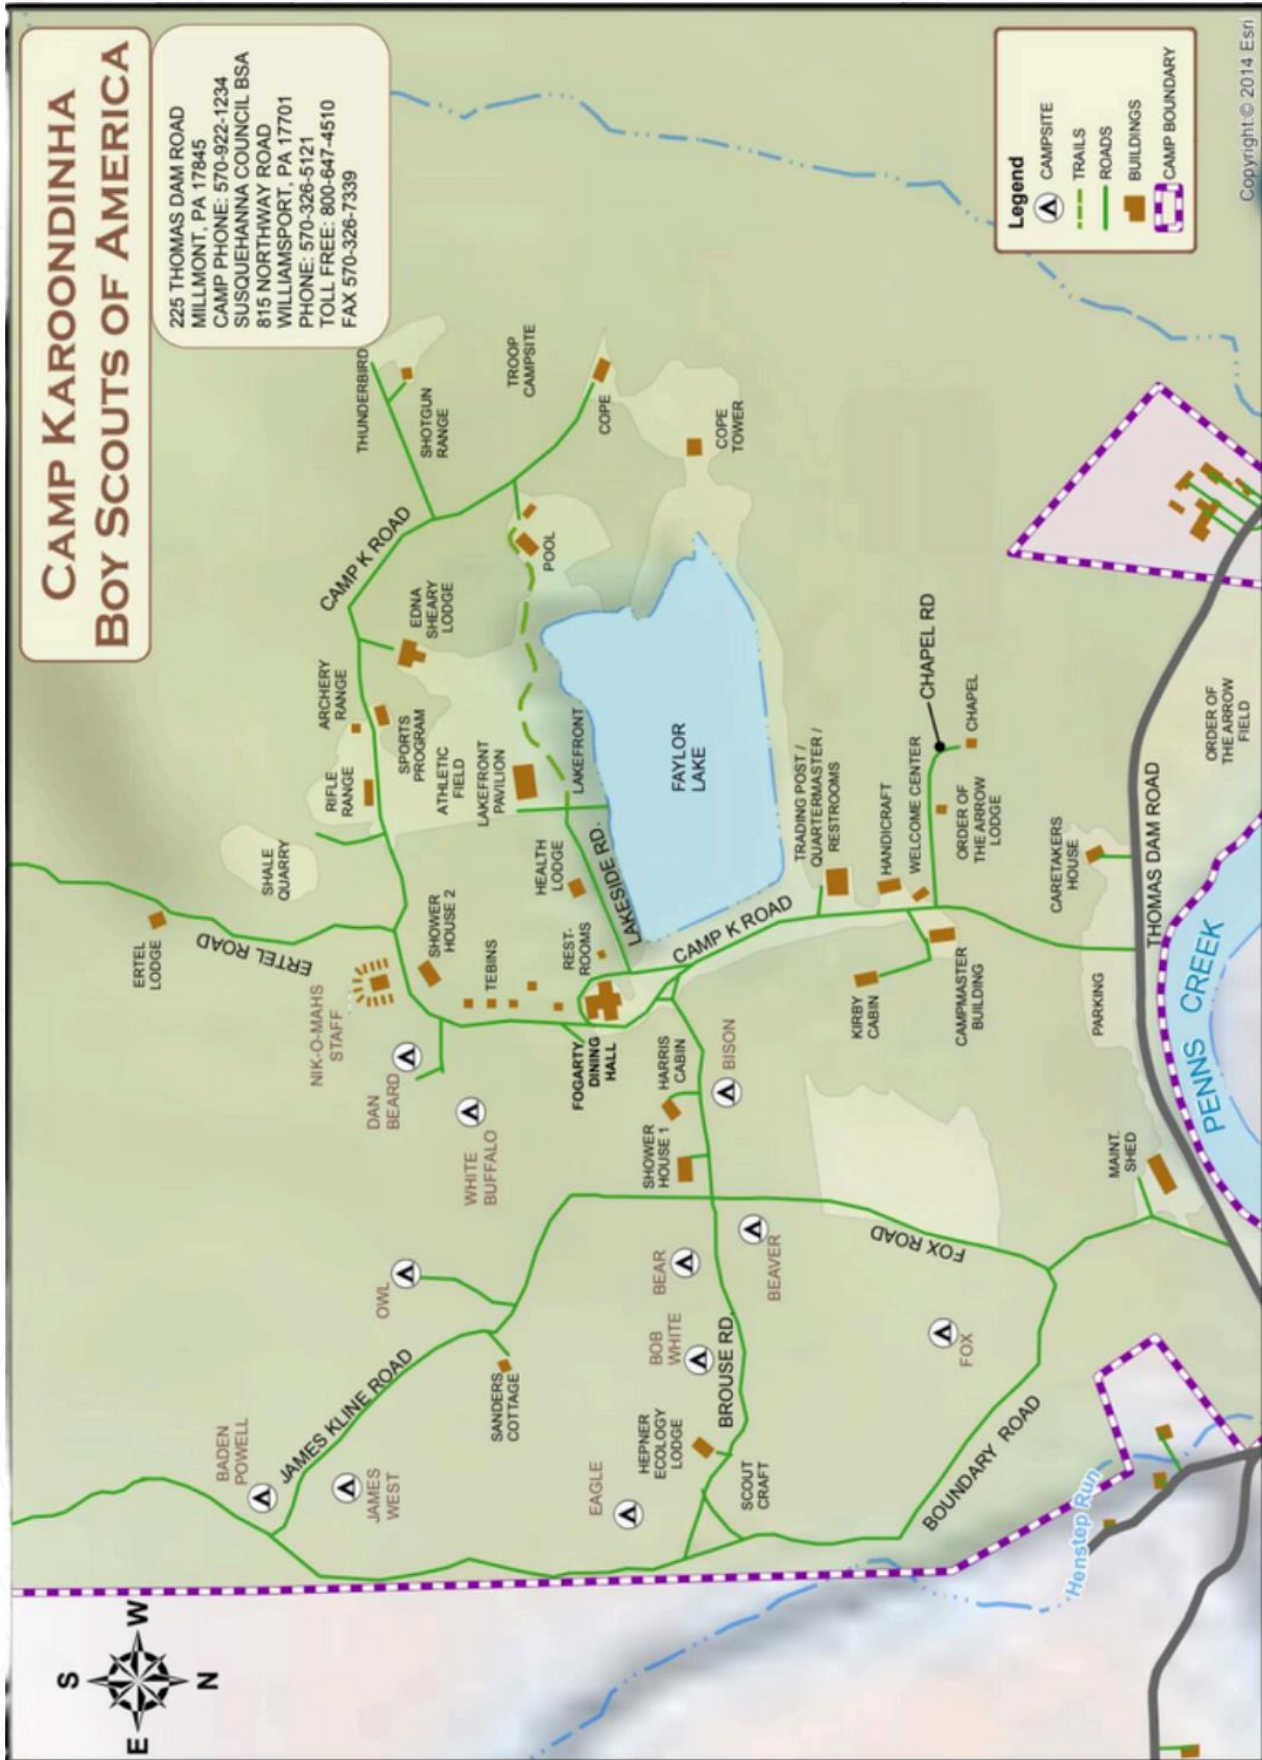 CAMP KAROONDINHA
BOY SCOUTS OF AMERICA
225 THOMAS DAM ROAD
MILLMONT, PA 17845
CAMP PHONE: 570-922-1234
SUSQUEHANNA COUNCIL BSA
815 NORTHWAY ROAD
WILLIAMSPORT, PA 17701
PHONE: 570-326-5121
TOLL FREE: 800-647-4510
FAX 570-326-7339
S
E
W
N
BADEN
POWELL
JAMES KLINE ROAD
JAMES
WEST
OWL
SANDERS
COTTAGE
EAGLE
HEPNER
ECOLOGY
LODGE
SCOUT
CRAFT
BOB
WHITE
BROUSE RD.
BEAR
BEAVER
FOX ROAD
FOX
BOUNDARY ROAD
Henstep Run
ERTEL
LODGE
ERTEL ROAD
NIK-O-MAHS
STAFF
DAN
BEARD
WHITE
BUFFALO
SHOWER
HOUSE 2
TEBINS
REST-
ROOMS
FOGARTY
DINING
HALL
HARRIS
CABIN
SHOWER
HOUSE 1
BISON
SHALE
QUARRY
RIFLE
RANGE
ARCHERY
RANGE
SPORTS
PROGRAM
ATHLETIC
FIELD
LAKEFRONT
PAVILION
LAKEFRONT
HEALTH
LODGE
LAKESIDE RD.
CAMP K ROAD
EDNA
SHEARY
LODGE
THUNDERBIRD
SHOTGUN
RANGE
TROOP
CAMPSITE
COPE
COPE
TOWER
POOL
FAYLOR
LAKE
CAMP K ROAD
TRADING POST /
QUARTERMASTER /
RESTROOMS
HANDICRAFT
WELCOME CENTER
CHAPEL RD
CHAPEL
ORDER OF
THE ARROW
LODGE
KIRBY
CABIN
CAMPMASTER
BUILDING
CARETAKERS
HOUSE
PARKING
MAINT.
SHED
THOMAS DAM ROAD
PENNS CREEK
ORDER OF
THE ARROW
FIELD
Legend
CAMPSITE
TRAILS
ROADS
BUILDINGS
CAMP BOUNDARY
Copyright:© 2014 Esri